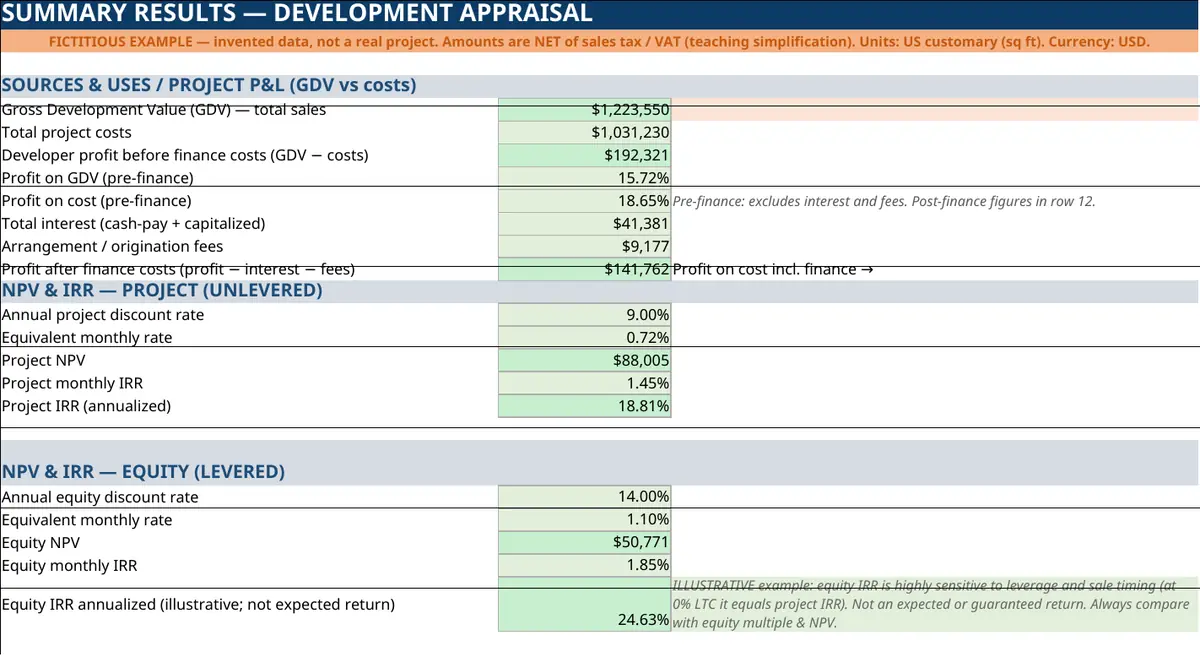 SUMMARY RESULTS — DEVELOPMENT APPRAISAL
FICTITIOUS EXAMPLE — invented data, not a real project. Amounts are NET of sales tax / VAT (teaching simplification). Units: US customary (sq ft). Currency: USD.
SOURCES & USES / PROJECT P&L (GDV vs costs)
Gross Development Value (GDV) — total sales $1,223,550
Total project costs $1,031,230
Developer profit before finance costs (GDV − costs) $192,321
Profit on GDV (pre-finance) 15.72%
Profit on cost (pre-finance) 18.65% Pre-finance: excludes interest and fees. Post-finance figures in row 12.
Total interest (cash-pay + capitalized) $41,381
Arrangement / origination fees $9,177
Profit after finance costs (profit − interest − fees) $141,762 Profit on cost incl. finance →
NPV & IRR — PROJECT (UNLEVERED)
Annual project discount rate 9.00%
Equivalent monthly rate 0.72%
Project NPV $88,005
Project monthly IRR 1.45%
Project IRR (annualized) 18.81%
NPV & IRR — EQUITY (LEVERED)
Annual equity discount rate 14.00%
Equivalent monthly rate 1.10%
Equity NPV $50,771
Equity monthly IRR 1.85%
Equity IRR annualized (illustrative; not expected return) 24.63%
ILLUSTRATIVE example: equity IRR is highly sensitive to leverage and sale timing (at
0% LTC it equals project IRR). Not an expected or guaranteed return. Always compare
with equity multiple & NPV.